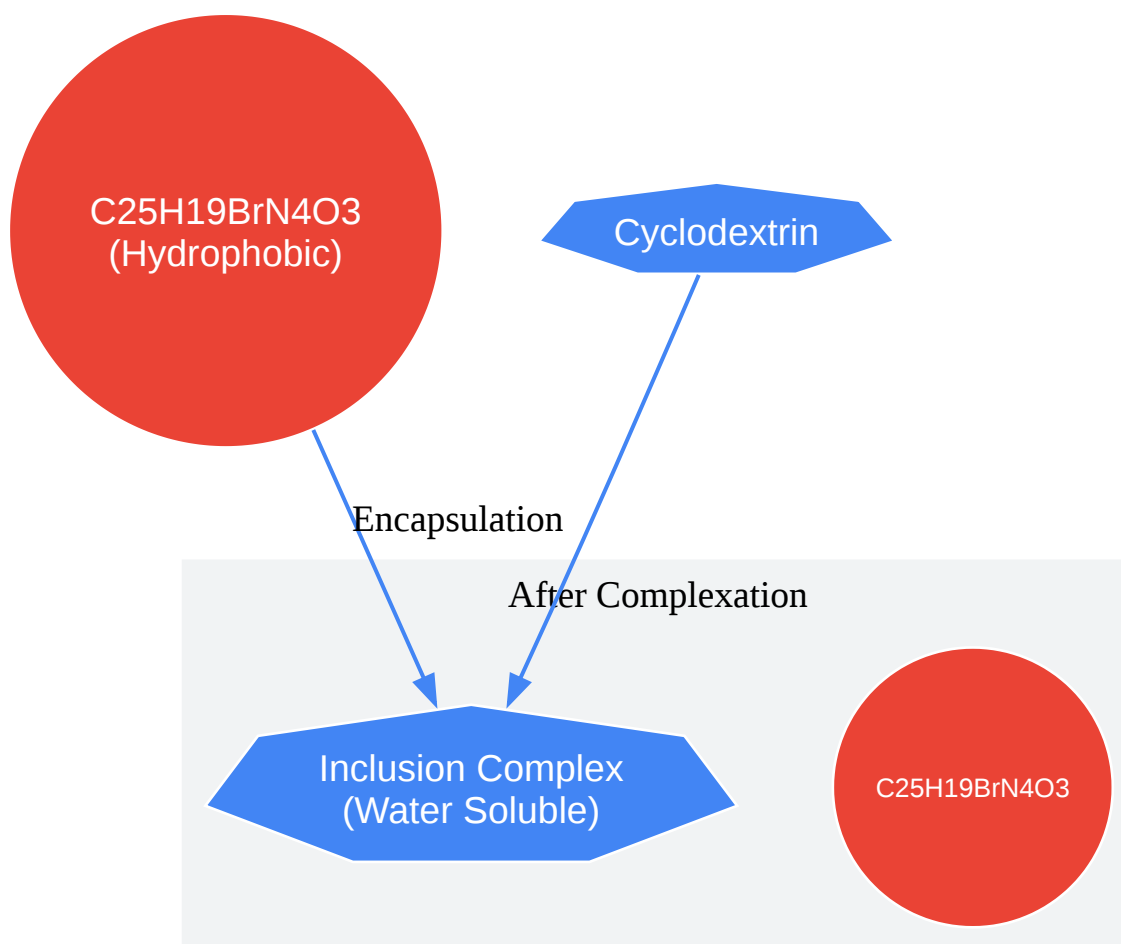 C25H19BrN4O3
(Hydrophobic)
Cyclodextrin
Encapsulation
After Complexation
Inclusion Complex
(Water Soluble)
C25H19BrN4O3